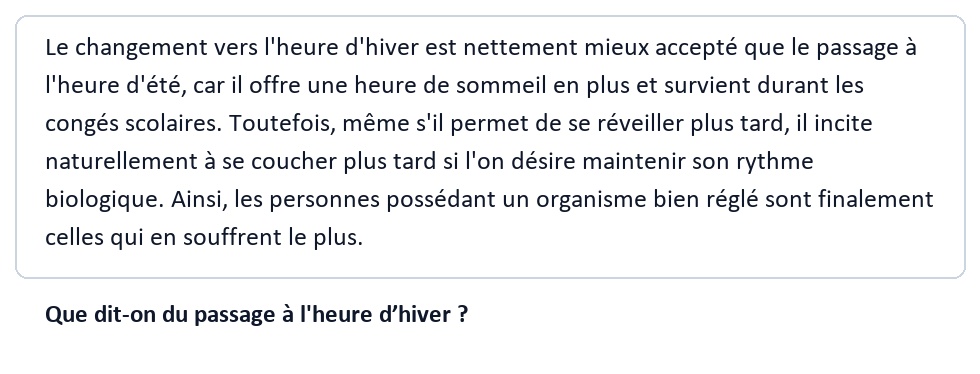 Le changement vers l'heure d'hiver est nettement mieux accepté que le passage à
l'heure d'été, car il offre une heure de sommeil en plus et survient durant les
congés scolaires. Toutefois, même s'il permet de se réveiller plus tard, il incite
naturellement à se coucher plus tard si l'on désire maintenir son rythme
biologique. Ainsi, les personnes possédant un organisme bien réglé sont finalement
celles qui en souffrent le plus.
Que dit-on du passage à l'heure d’hiver ?